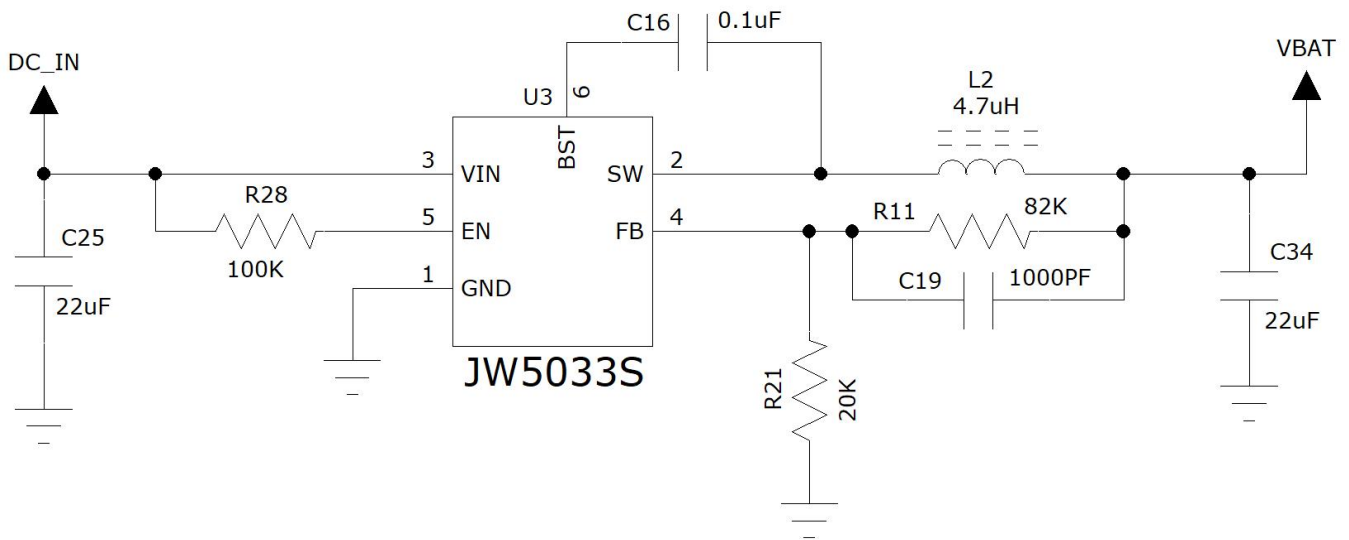 C16
0.1uF
DC_IN
VBAT
U3
6
L2
4.7uH
BST
3
VIN
SW
2
R28
R11
82K
5
EN
FB
4
C25
100K
C34
1
GND
C19
1000PF
22uF
22uF
JW5033S
R21
20K